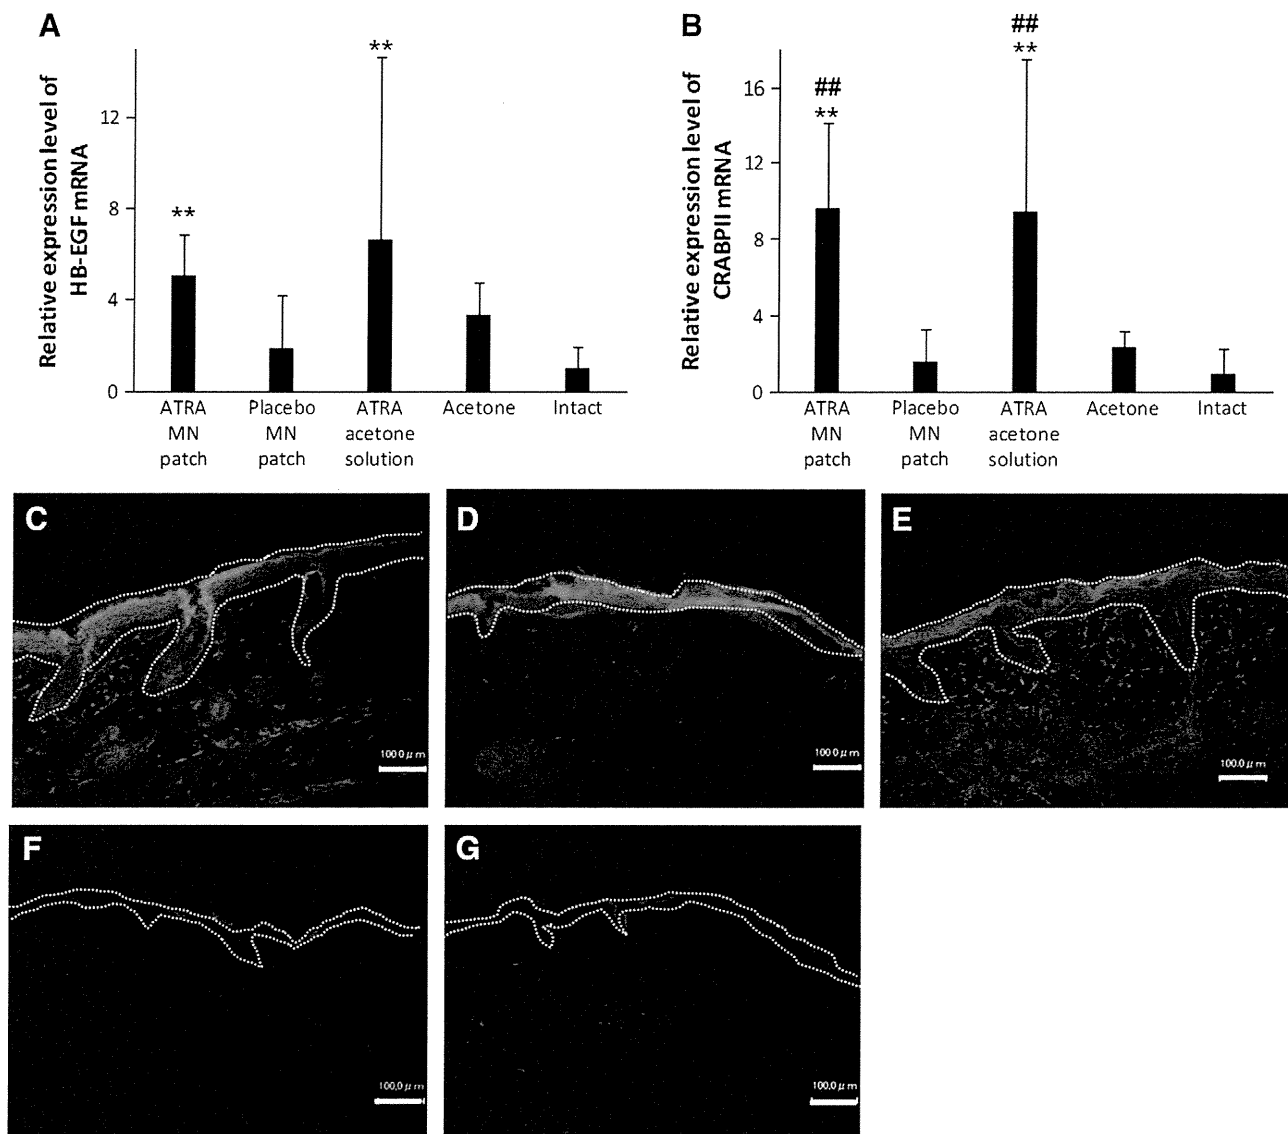 A
Relative expression level of
HB-EGF mRNA
12
8
4
0
**
**
ATRA
MN
patch
Placebo
MN
patch
ATRA
acetone
solution
Acetone
Intact
B
Relative expression level of
CRABPII mRNA
16
12
8
4
0
##
**
##
**
ATRA
MN
patch
Placebo
MN
patch
ATRA
acetone
solution
Acetone
Intact
C
100.0 μm
D
100.0 μm
E
100.0 μm
F
100.0 μm
G
100.0 μm